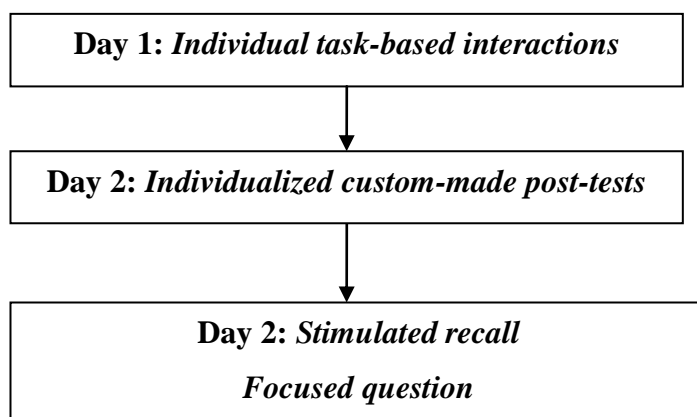 Day 1: Individual task-based interactions
Day 2: Individualized custom-made post-tests
Day 2: Stimulated recall
Focused question